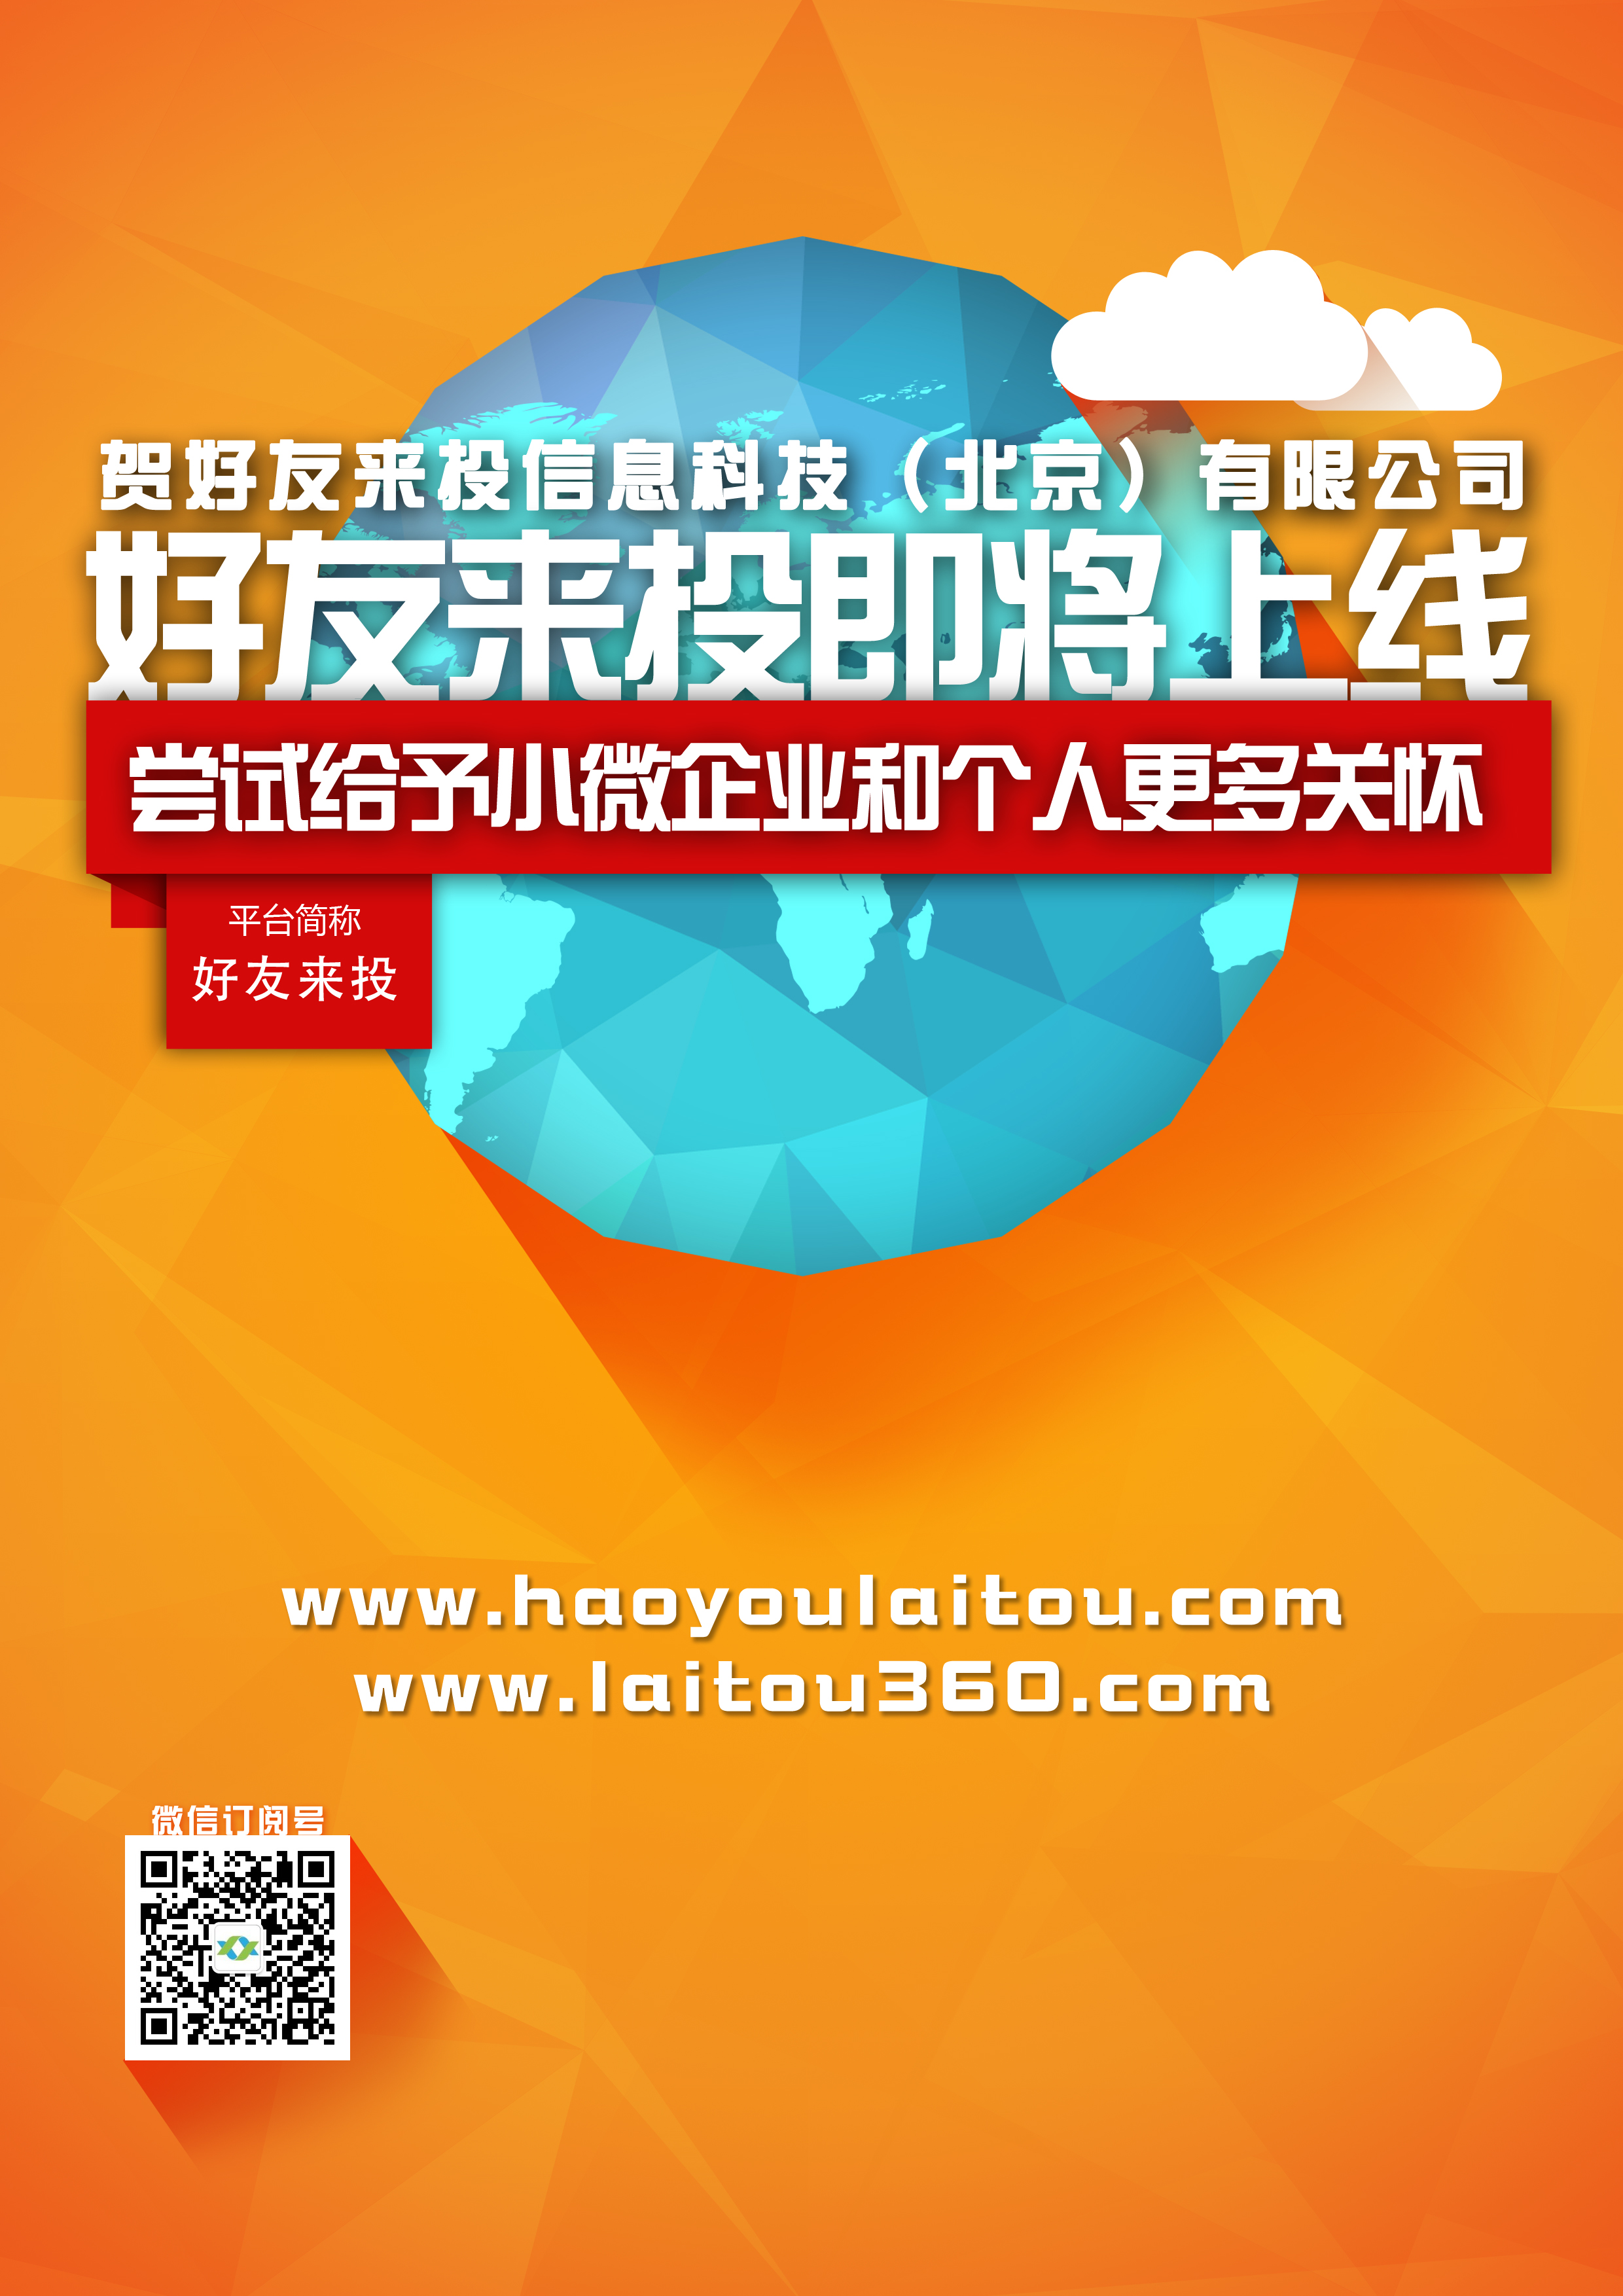 贺好友来投信息科技（北京）有限公司
好友来投即将上线
尝试给予小微企业和个人更多关怀
平台简称
好友来投
www.haoyoulaitou.com
www.laitou360.com
微信订阅号